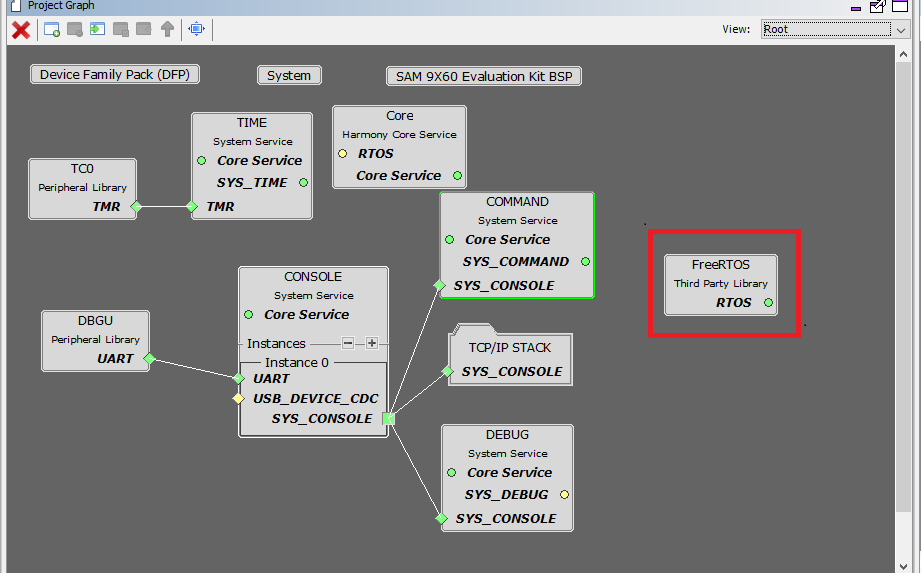 Project Graph
View:
Root
Device Family Pack (DFP)
System
SAM 9X60 Evaluation Kit BSP
TIME
System Service
Core Service
SYS_TIME
TMR
Core
Harmony Core Service
RTOS
Core Service
TC0
Peripheral Library
TMR
COMMAND
System Service
Core Service
SYS_COMMAND
SYS_CONSOLE
FreeRTOS
Third Party Library
RTOS
CONSOLE
System Service
Core Service
Instances
Instance 0
UART
USB_DEVICE_CDC
SYS_CONSOLE
DBGU
Peripheral Library
UART
TCP/IP STACK
SYS_CONSOLE
DEBUG
System Service
Core Service
SYS_DEBUG
SYS_CONSOLE